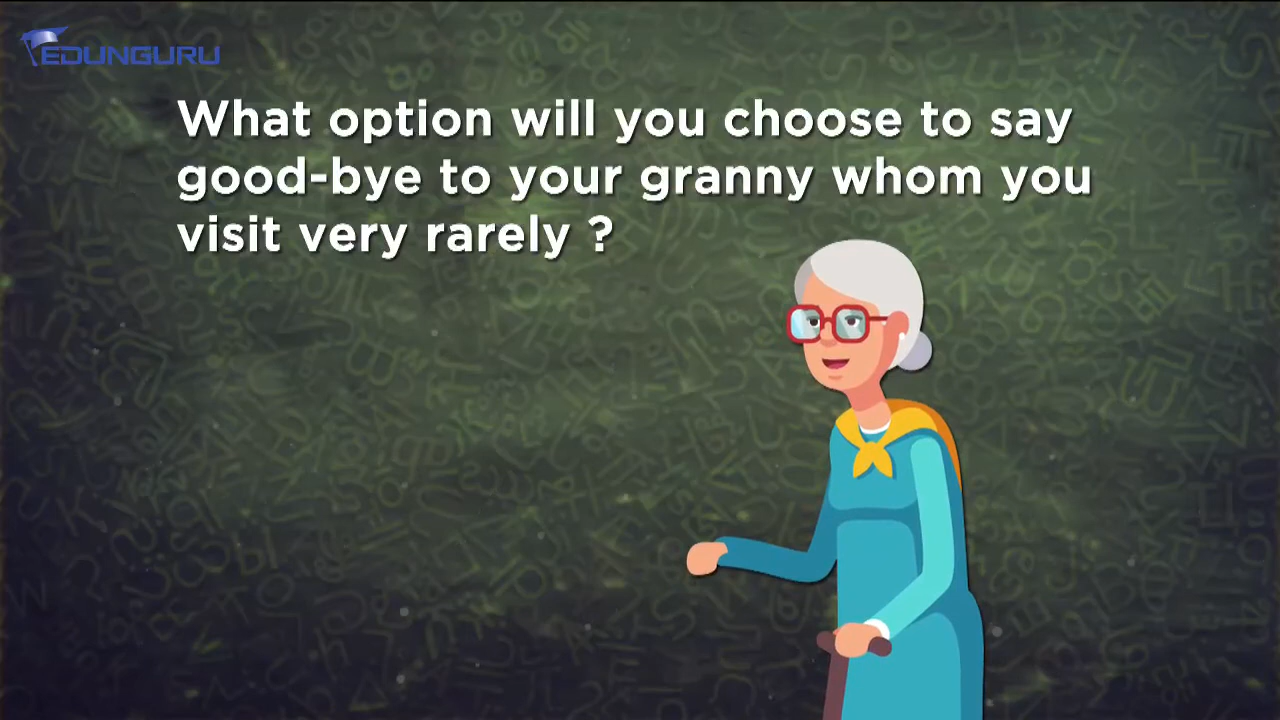 EDUNGURU
What option will you choose to say
good-bye to your granny whom you
visit very rarely ?